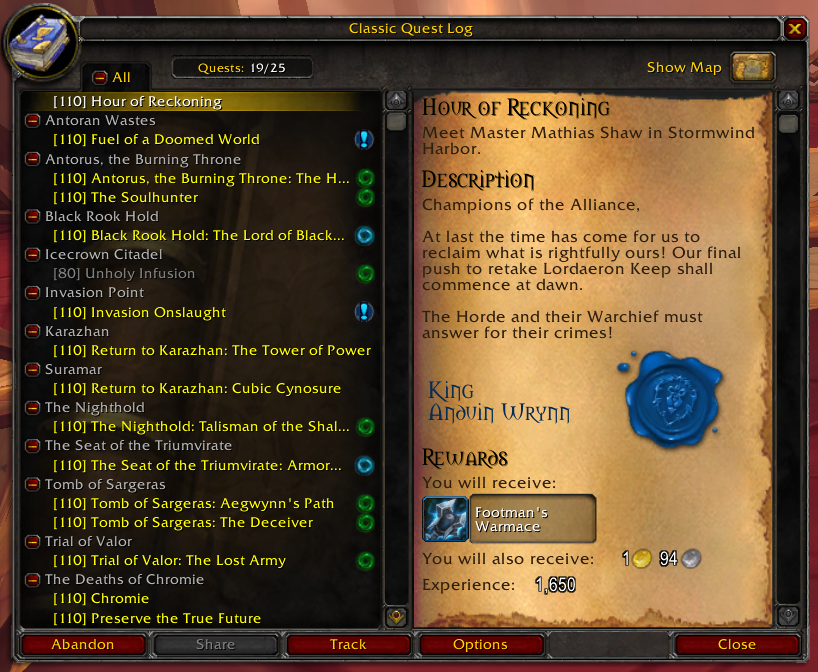 Classic Quest Log
All
Quests: 19/25
Show Map
[110] Hour of Reckoning
Antoran Wastes
[110] Fuel of a Doomed World
Antorus, the Burning Throne
[110] Antorus, the Burning Throne: The H...
[110] The Soulhunter
Black Rook Hold
[110] Black Rook Hold: The Lord of Black...
Icecrown Citadel
[80] Unholy Infusion
Invasion Point
[110] Invasion Onslaught
Karazhan
[110] Return to Karazhan: The Tower of Power
Suramar
[110] Return to Karazhan: Cubic Cynosure
The Nighthold
[110] The Nighthold: Talisman of the Shal...
The Seat of the Triumvirate
[110] The Seat of the Triumvirate: Armor...
Tomb of Sargeras
[110] Tomb of Sargeras: Aegwynn's Path
[110] Tomb of Sargeras: The Deceiver
Trial of Valor
[110] Trial of Valor: The Lost Army
The Deaths of Chromie
[110] Chromie
[110] Preserve the True Future
Hour of Reckoning
Meet Master Mathias Shaw in Stormwind
Harbor.
Description
Champions of the Alliance,
At last the time has come for us to
reclaim what is rightfully ours! Our final
push to retake Lordaeron Keep shall
commence at dawn.
The Horde and their Warchief must
answer for their crimes!
King
Anduin Wrynn
Rewards
You will receive:
Footman's
Warmace
You will also receive: 1 94
Experience: 1,650
Abandon
Share
Track
Options
Close